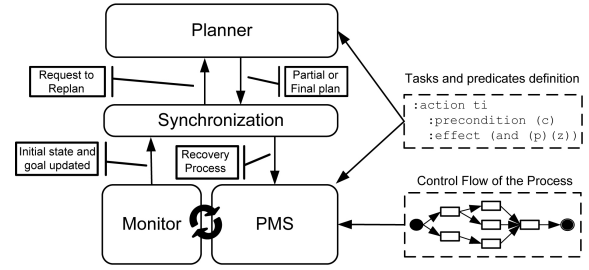 Planner
Request to
Replan
Partial or
Final plan
Tasks and predicates definition
:action ti
:precondition (c)
:effect (and (p)(z))
Synchronization
Initial state and
goal updated
Recovery
Process
Control Flow of the Process
Monitor
PMS